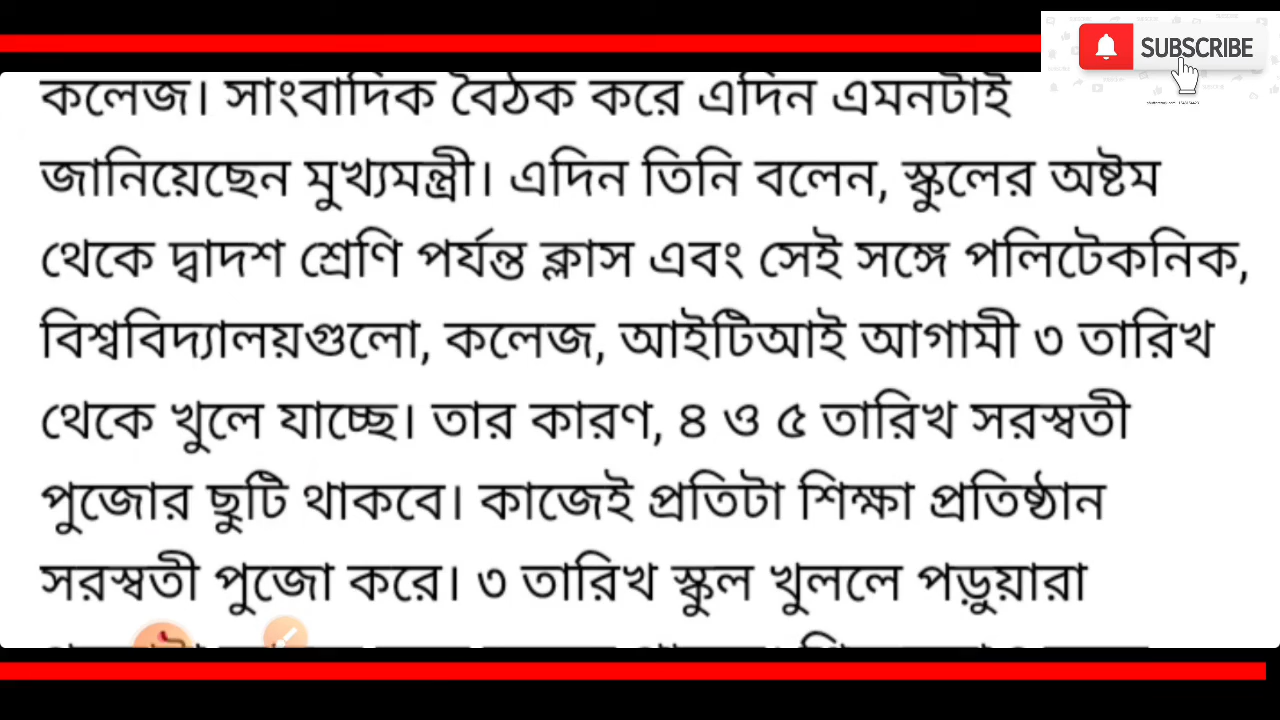 SUBSCRIBE
কলেজ। সাংবাদিক বৈঠক করে এদিন এমনটাই
জানিয়েছেন মুখ্যমন্ত্রী। এদিন তিনি বলেন, স্কুলের অষ্টম
থেকে দ্বাদশ শ্রেণি পর্যন্ত ক্লাস এবং সেই সঙ্গে পলিটেকনিক,
বিশ্ববিদ্যালয়গুলো, কলেজ, আইটিআই আগামী ৩ তারিখ
থেকে খুলে যাচ্ছে। তার কারণ, ৪ ও ৫ তারিখ সরস্বতী
পুজোর ছুটি থাকবে। কাজেই প্রতিটা শিক্ষা প্রতিষ্ঠান
সরস্বতী পুজো করে। ৩ তারিখ স্কুল খুললে পড়ুয়ারা